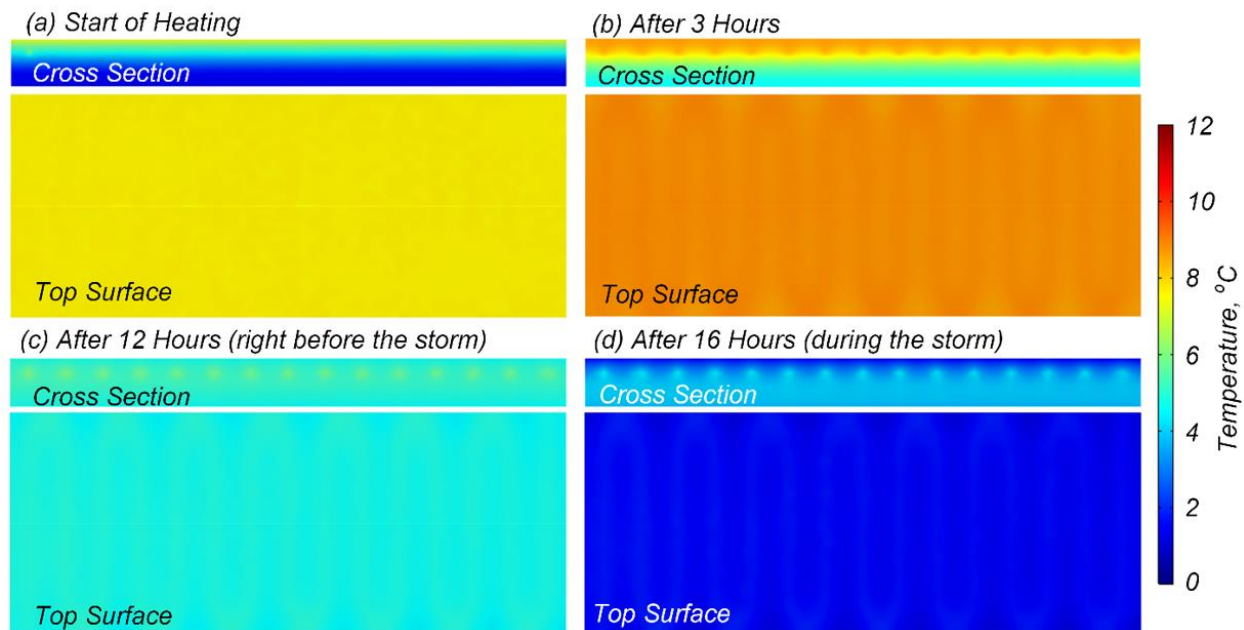 (a) Start of Heating
Cross Section
Top Surface
(b) After 3 Hours
Cross Section
Top Surface
(c) After 12 Hours (right before the storm)
Cross Section
Top Surface
(d) After 16 Hours (during the storm)
Cross Section
Top Surface
12
10
8
6
4
2
0
Temperature, °C